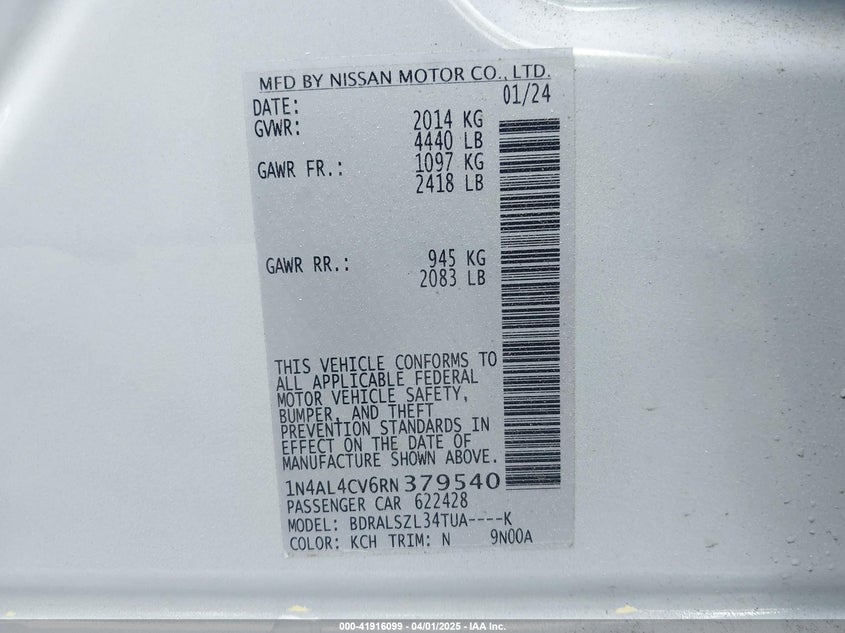 MFD BY NISSAN MOTOR CO., LTD.
DATE: 01/24
GVWR: 2014 KG
4440 LB
GAWR FR.: 1097 KG
2418 LB
GAWR RR.: 945 KG
2083 LB
THIS VEHICLE CONFORMS TO
ALL APPLICABLE FEDERAL
MOTOR VEHICLE SAFETY,
BUMPER, AND THEFT
PREVENTION STANDARDS IN
EFFECT ON THE DATE OF
MANUFACTURE SHOWN ABOVE.
1N4AL4CV6RN379540
PASSENGER CAR 622428
MODEL: BDRALSZL34TUA----K
COLOR: KCH TRIM: N 9N00A
000-41916099 - 04/01/2025 - IAA Inc.